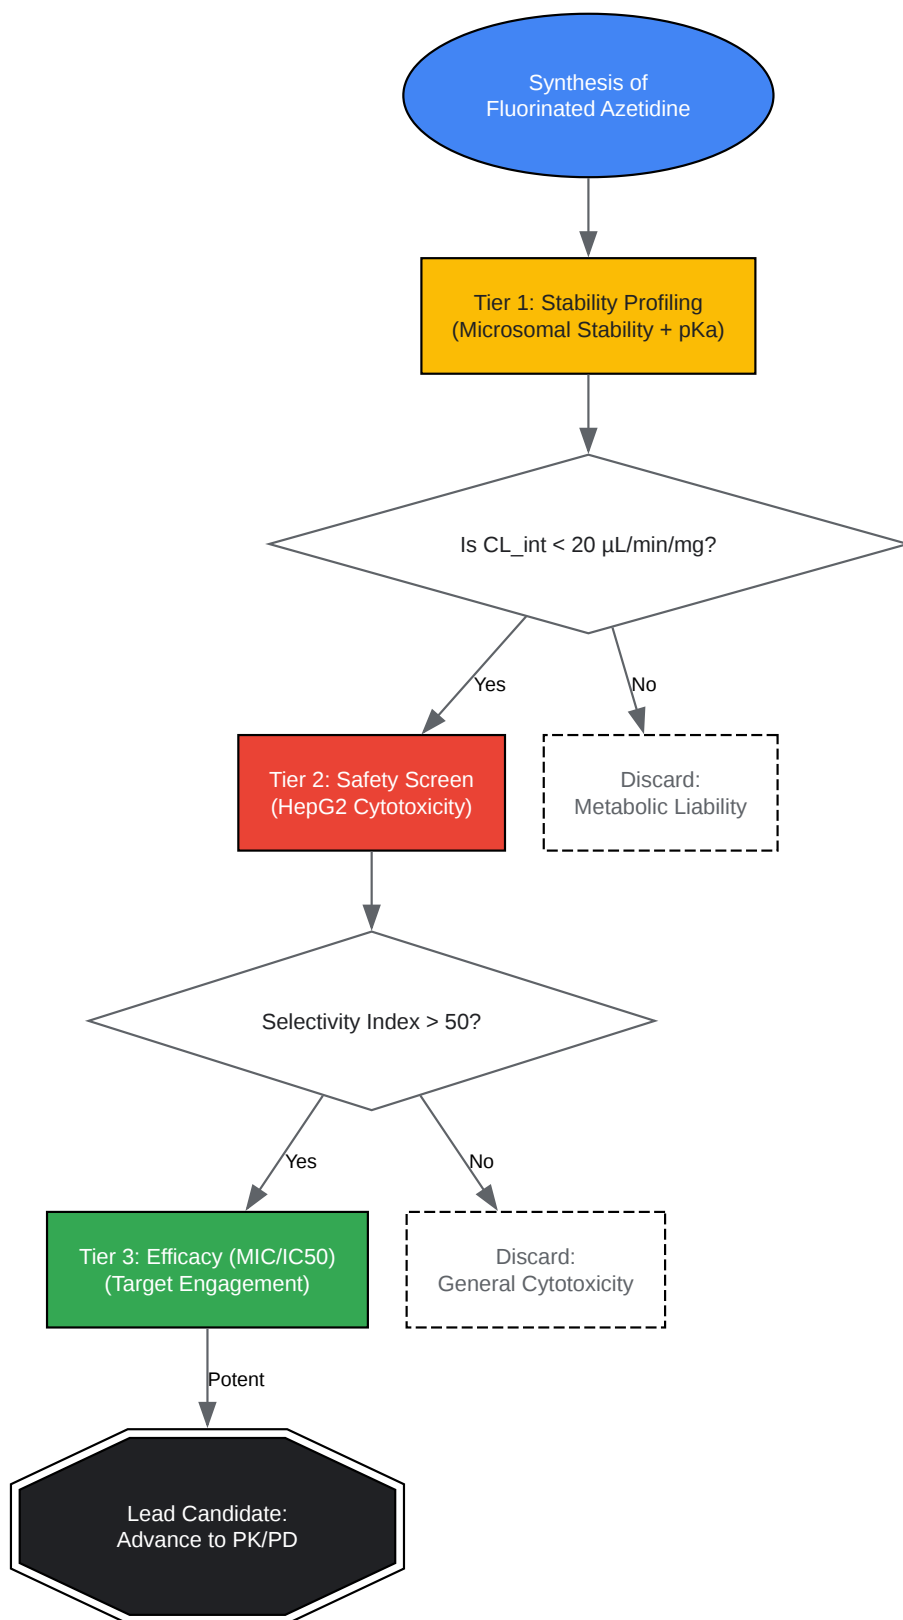 Synthesis of
Fluorinated Azetidine
Tier 1: Stability Profiling
(Microsomal Stability + pKa)
Is CL_int < 20 µL/min/mg?
Yes
No
Tier 2: Safety Screen
(HepG2 Cytotoxicity)
Discard:
Metabolic Liability
Selectivity Index > 50?
Yes
No
Tier 3: Efficacy (MIC/IC50)
(Target Engagement)
Discard:
General Cytotoxicity
Potent
Lead Candidate:
Advance to PK/PD